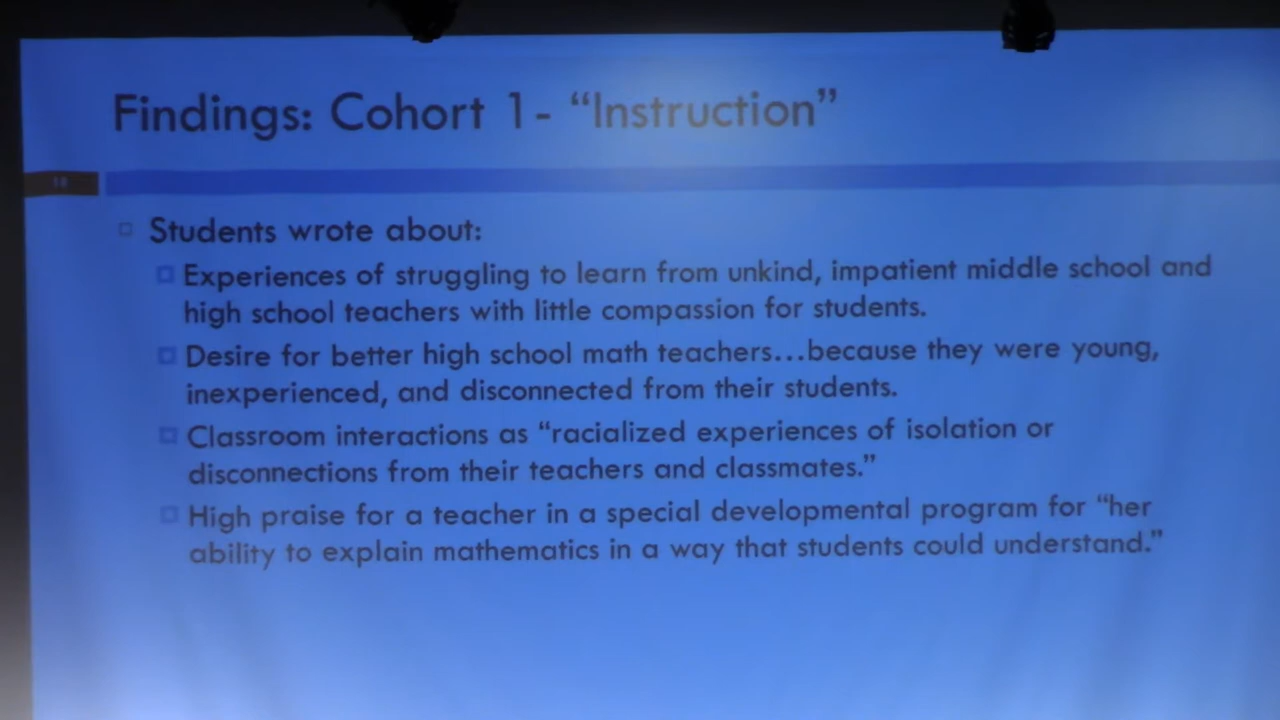 Findings: Cohort 1- “Instruction”
Students wrote about:
Experiences of struggling to learn from unkind, impatient middle school and
high school teachers with little compassion for students.
Desire for better high school math teachers...because they were young,
inexperienced, and disconnected from their students.
Classroom interactions as “racialized experiences of isolation or
disconnections from their teachers and classmates.”
High praise for a teacher in a special developmental program for “her
ability to explain mathematics in a way that students could understand.”